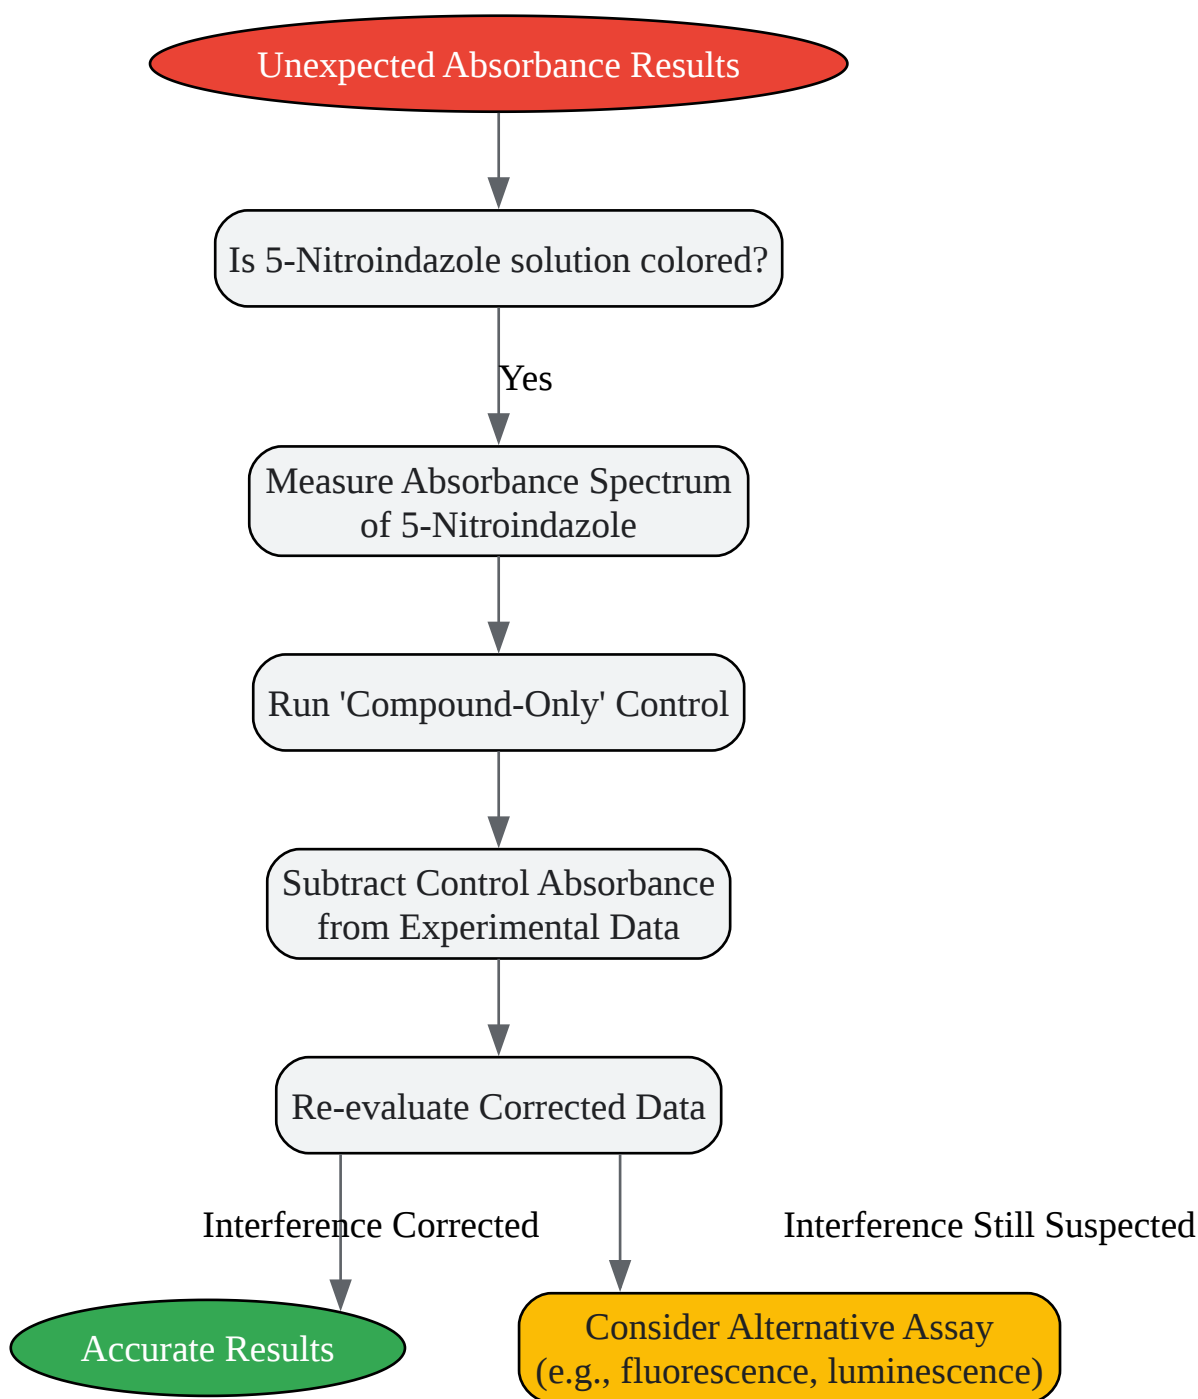 Unexpected Absorbance Results
Is 5-Nitroindazole solution colored?
Yes
Measure Absorbance Spectrum
of 5-Nitroindazole
Run 'Compound-Only' Control
Subtract Control Absorbance
from Experimental Data
Re-evaluate Corrected Data
Interference Corrected
Interference Still Suspected
Accurate Results
Consider Alternative Assay
(e.g., fluorescence, luminescence)